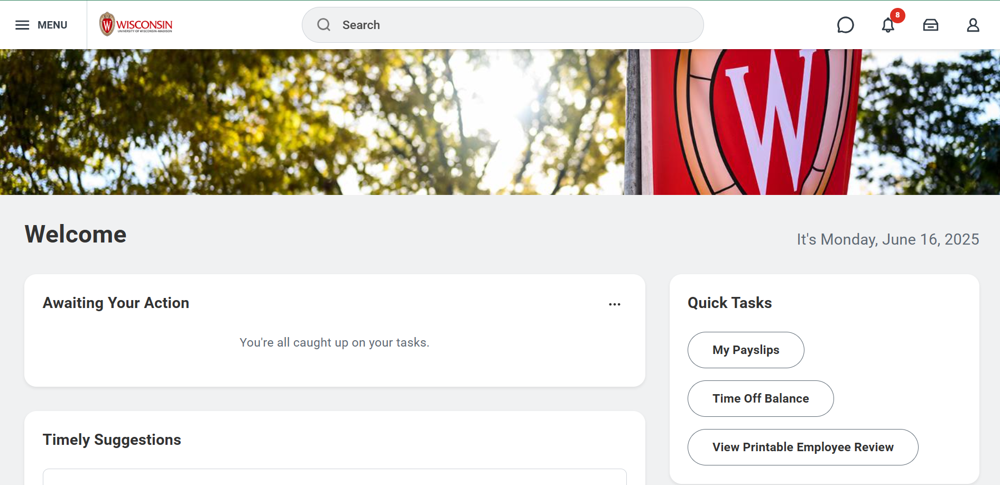 MENU
W WISCONSIN
UNIVERSITY OF WISCONSIN–MADISON
Search
8
W
Welcome
It's Monday, June 16, 2025
Awaiting Your Action
You're all caught up on your tasks.
Timely Suggestions
Quick Tasks
My Payslips
Time Off Balance
View Printable Employee Review